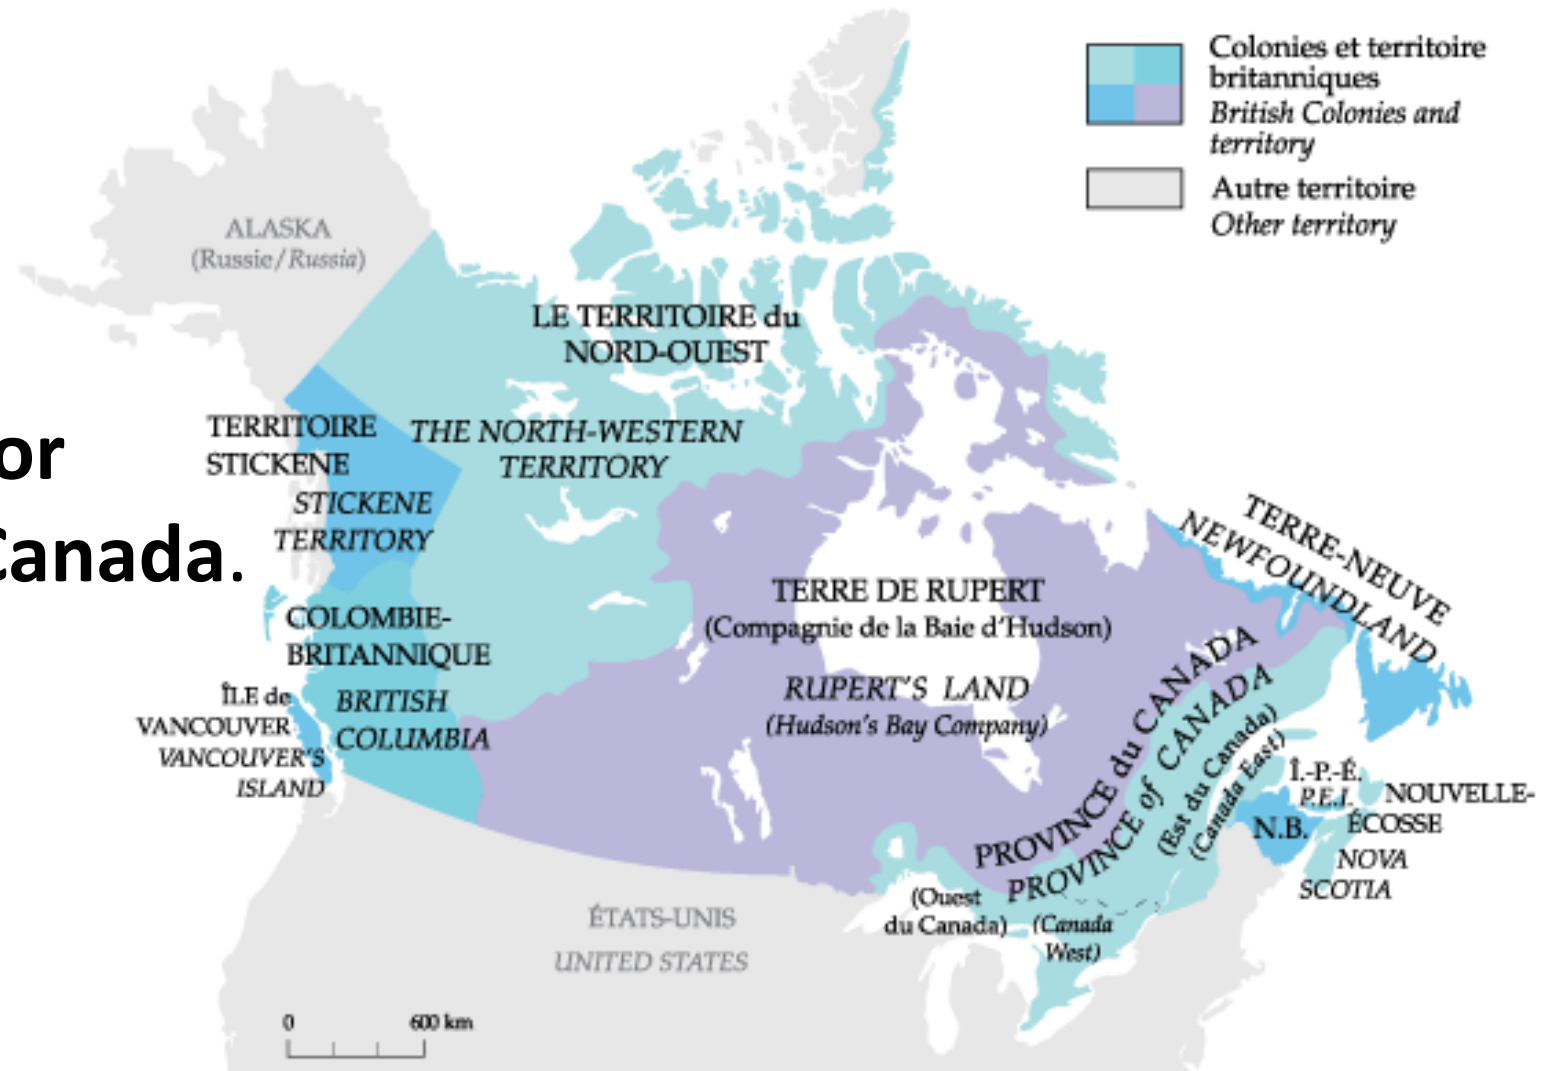 or
Canada.
Colonies et territoire
britanniques
British Colonies and
territory
Autre territoire
Other territory
ALASKA
(Russie/Russia)
LE TERRITOIRE du
NORD-OUEST
THE NORTH-WESTERN
TERRITORY
TERRITOIRE
STICKENE
STICKENE
TERRITORY
COLOMBIE-
BRITANNIQUE
BRITISH
COLUMBIA
ÎLE de
VANCOUVER
VANCOUVER'S
ISLAND
TERRE DE RUPERT
(Compagnie de la Baie d'Hudson)
RUPERT'S LAND
(Hudson's Bay Company)
TERRE-NEUVE
NEWFOUNDLAND
PROVINCE du CANADA
PROVINCE of CANADA
(Est du Canada)
(Canada East)
(Ouest
du Canada)
(Canada
West)
Î.-P.-É.
P.E.I.
N.B.
NOUVELLE-
ÉCOSSE
NOVA
SCOTIA
ÉTATS-UNIS
UNITED STATES
0 600 km